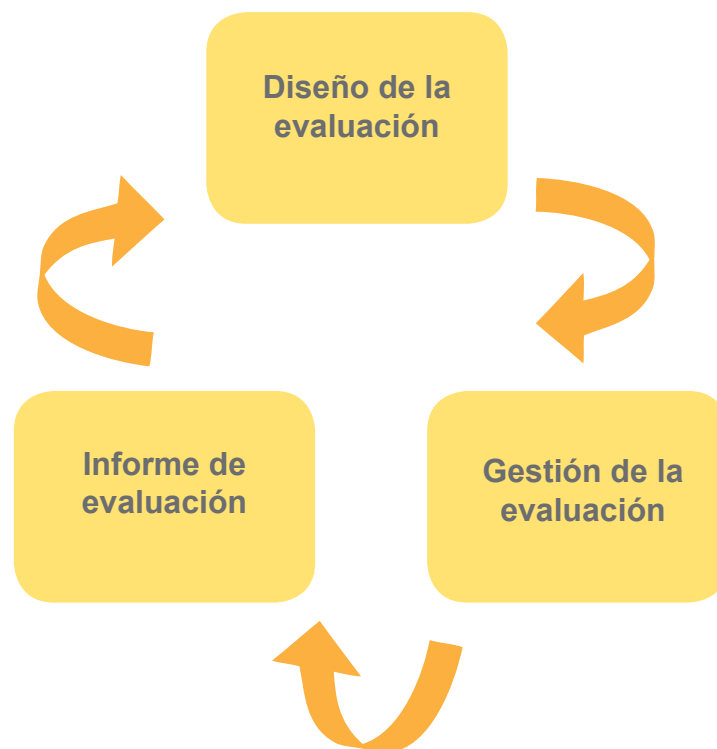 Diseño de la
evaluación
Informe de
evaluación
Gestión de la
evaluación